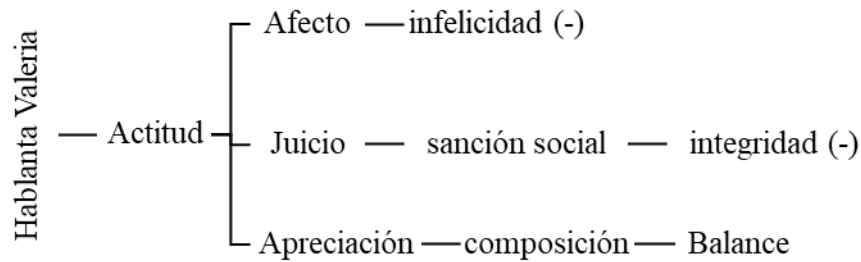 Hablanta Valeria
Actitud
Afecto infelicidad (-)
Juicio sanción social integridad (-)
Apreciación composición Balance